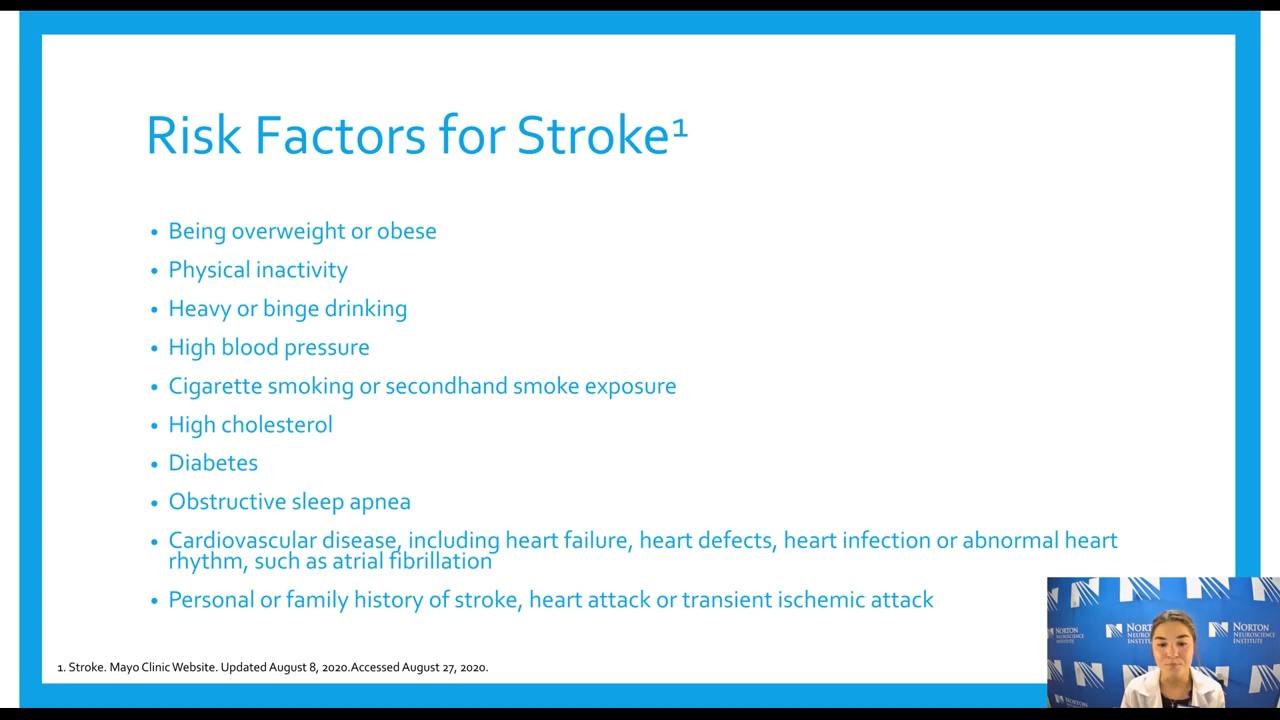 Risk Factors for Stroke¹
• Being overweight or obese
• Physical inactivity
• Heavy or binge drinking
• High blood pressure
• Cigarette smoking or secondhand smoke exposure
• High cholesterol
• Diabetes
• Obstructive sleep apnea
• Cardiovascular disease, including heart failure, heart defects, heart infection or abnormal heart
rhythm, such as atrial fibrillation
• Personal or family history of stroke, heart attack or transient ischemic attack
1. Stroke. Mayo Clinic Website. Updated August 8, 2020.Accessed August 27, 2020.
NORTON
NEUROSCIENCE
INSTITUTE